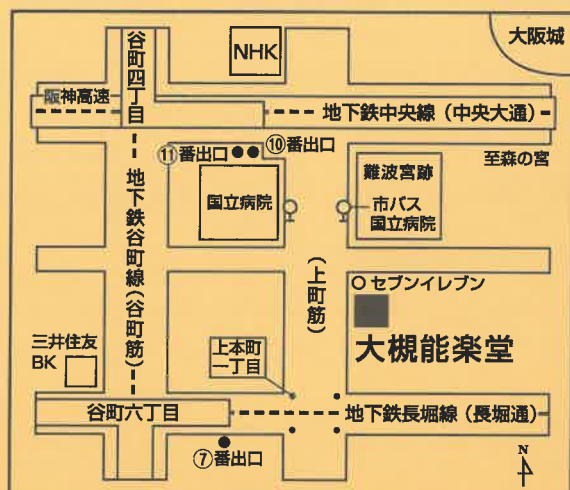 大阪城
NHK
谷町四丁目
阪神高速
地下鉄中央線（中央大通）
⑩番出口
⑪番出口
至森の宮
難波宮跡
国立病院
市バス
国立病院
地下鉄谷町線（谷町筋）
（上町筋）
セブンイレブン
大槻能楽堂
三井住友
BK
上本町
一丁目
谷町六丁目
地下鉄長堀線（長堀通）
⑦番出口
N